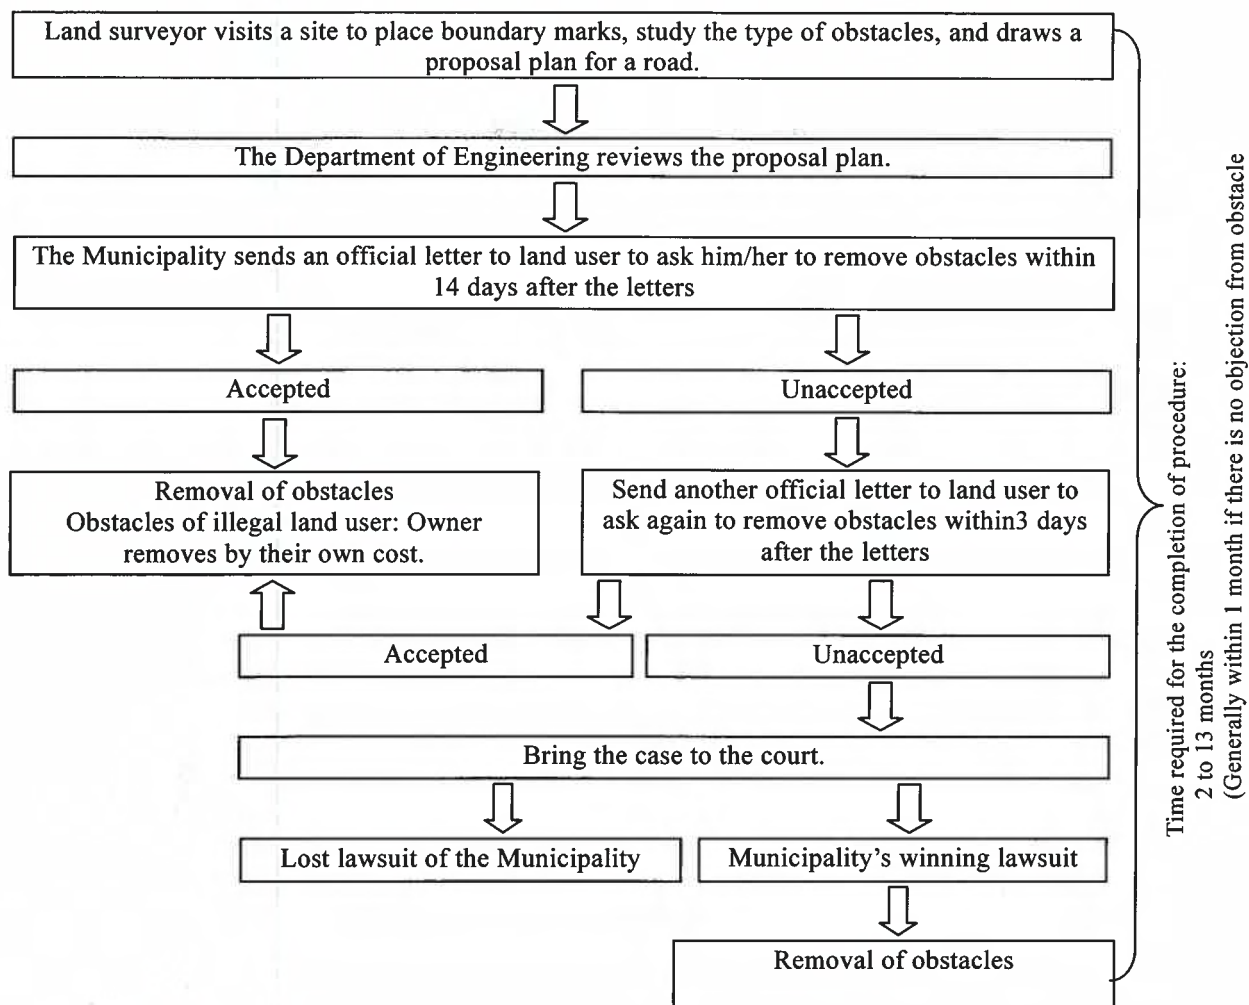 Land surveyor visits a site to place boundary marks, study the type of obstacles, and draws a
proposal plan for a road.
The Department of Engineering reviews the proposal plan.
The Municipality sends an official letter to land user to ask him/her to remove obstacles within
14 days after the letters
Accepted
Unaccepted
Removal of obstacles
Obstacles of illegal land user: Owner
removes by their own cost.
Send another official letter to land user to
ask again to remove obstacles within3 days
after the letters
Accepted
Unaccepted
Bring the case to the court.
Lost lawsuit of the Municipality
Municipality's winning lawsuit
Removal of obstacles
Time required for the completion of procedure:
2 to 13 months
(Generally within 1 month if there is no objection from obstacle